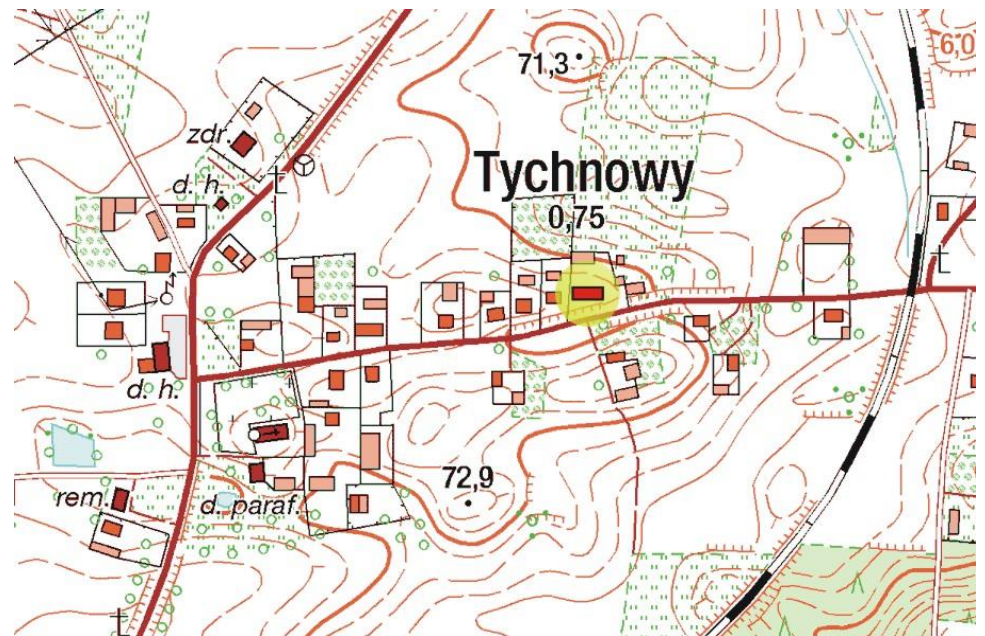 71,3
6,0
zdr.
Tychnowy
0,75
d. h.
d. h.
72,9
rem.
d. paraf.